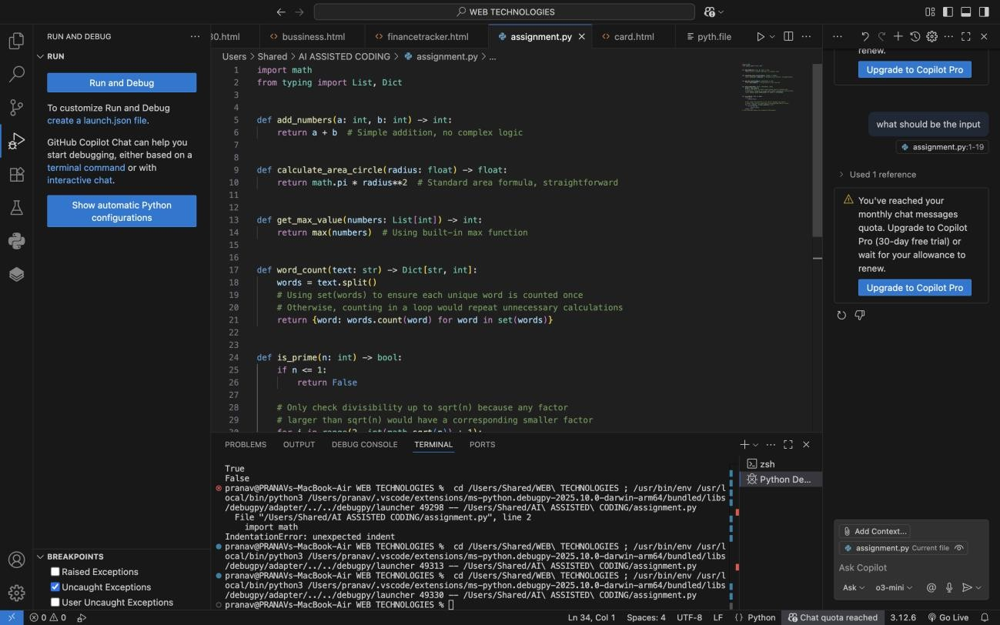 WEB TECHNOLOGIES
RUN AND DEBUG
RUN
Run and Debug
To customize Run and Debug
create a launch.json file.
GitHub Copilot Chat can help you
start debugging, either based on a
terminal command or with
interactive chat.
Show automatic Python
configurations
BREAKPOINTS
Raised Exceptions
Uncaught Exceptions
User Uncaught Exceptions
30.html
<> bussiness.html
<> financetracker.html
assignment.py
<> card.html
pyth.file
Users > Shared > AI ASSISTED CODING > assignment.py > ...
1 import math
2 from typing import List, Dict
3
4
5 def add_numbers(a: int, b: int) -> int:
6 return a + b # Simple addition, no complex logic
7
8
9 def calculate_area_circle(radius: float) -> float:
10 return math.pi * radius**2 # Standard area formula, straightforward
11
12
13 def get_max_value(numbers: List[int]) -> int:
14 return max(numbers) # Using built-in max function
15
16
17 def word_count(text: str) -> Dict[str, int]:
18 words = text.split()
19 # Using set(words) to ensure each unique word is counted once
20 # Otherwise, counting in a loop would repeat unnecessary calculations
21 return {word: words.count(word) for word in set(words)}
22
23
24 def is_prime(n: int) -> bool:
25 if n <= 1:
26 return False
27
28 # Only check divisibility up to sqrt(n) because any factor
29 # larger than sqrt(n) would have a corresponding smaller factor
30 for i in range(2, int(math.sqrt(n)) + 1):
PROBLEMS
OUTPUT
DEBUG CONSOLE
TERMINAL
PORTS
True
False
pranav@PRANAVs-MacBook-Air WEB TECHNOLOGIES % cd /Users/Shared/WEB\ TECHNOLOGIES ; /usr/bin/env /usr/l
ocal/bin/python3 /Users/pranav/.vscode/extensions/ms-python.debugpy-2025.10.0-darwin-arm64/bundled/libs
/debugpy/adapter/../../debugpy/launcher 49298 -- /Users/Shared/AI\ ASSISTED\ CODING/assignment.py
File "/Users/Shared/AI ASSISTED CODING/assignment.py", line 2
import math
IndentationError: unexpected indent
pranav@PRANAVs-MacBook-Air WEB TECHNOLOGIES % cd /Users/Shared/WEB\ TECHNOLOGIES ; /usr/bin/env /usr/l
ocal/bin/python3 /Users/pranav/.vscode/extensions/ms-python.debugpy-2025.10.0-darwin-arm64/bundled/libs
/debugpy/adapter/../../debugpy/launcher 49313 -- /Users/Shared/AI\ ASSISTED\ CODING/assignment.py
pranav@PRANAVs-MacBook-Air WEB TECHNOLOGIES % cd /Users/Shared/WEB\ TECHNOLOGIES ; /usr/bin/env /usr/l
ocal/bin/python3 /Users/pranav/.vscode/extensions/ms-python.debugpy-2025.10.0-darwin-arm64/bundled/libs
/debugpy/adapter/../../debugpy/launcher 49330 -- /Users/Shared/AI\ ASSISTED\ CODING/assignment.py
pranav@PRANAVs-MacBook-Air WEB TECHNOLOGIES %
zsh
Python De...
renew.
Upgrade to Copilot Pro
what should be the input
assignment.py:1-19
Used 1 reference
You've reached your
monthly chat messages
quota. Upgrade to Copilot
Pro (30-day free trial) or
wait for your allowance to
renew.
Upgrade to Copilot Pro
Add Context...
assignment.py Current file
Ask Copilot
Ask
o3-mini
0 0
Ln 34, Col 1
Spaces: 4
UTF-8
LF
{} Python
Chat quota reached
3.12.6
Go Live